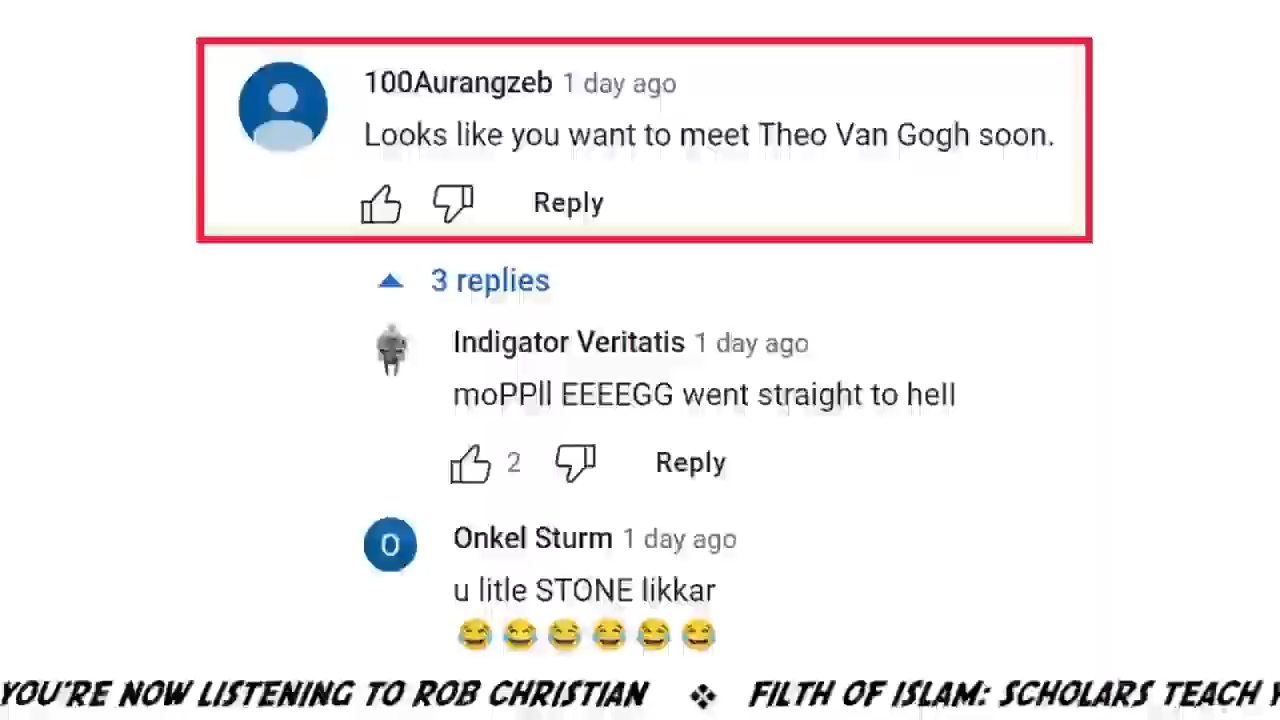 100Aurangzeb 1 day ago
Looks like you want to meet Theo Van Gogh soon.
Reply
3 replies
Indigator Veritatis 1 day ago
moPPll EEEEGG went straight to hell
2 Reply
O
Onkel Sturm 1 day ago
u litle STONE likkar
😂😂😂😂😂😂
YOU'RE NOW LISTENING TO ROB CHRISTIAN ❖ FILTH OF ISLAM: SCHOLARS TEACH